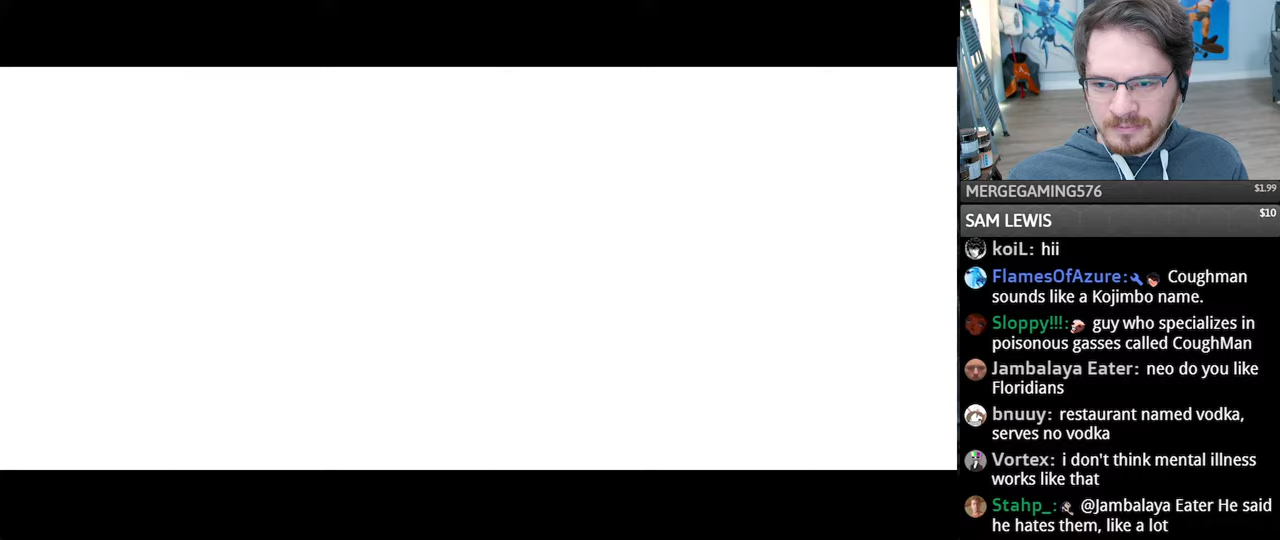 MERGEGAMING576 $1.99
SAM LEWIS $10
koiL: hii
FlamesOfAzure: Coughman
sounds like a Kojimbo name.
Sloppy!!!: guy who specializes in
poisonous gasses called CoughMan
Jambalaya Eater: neo do you like
Floridians
bnuuy: restaurant named vodka,
serves no vodka
Vortex: i don't think mental illness
works like that
Stahp_: @Jambalaya Eater He said
he hates them, like a lot